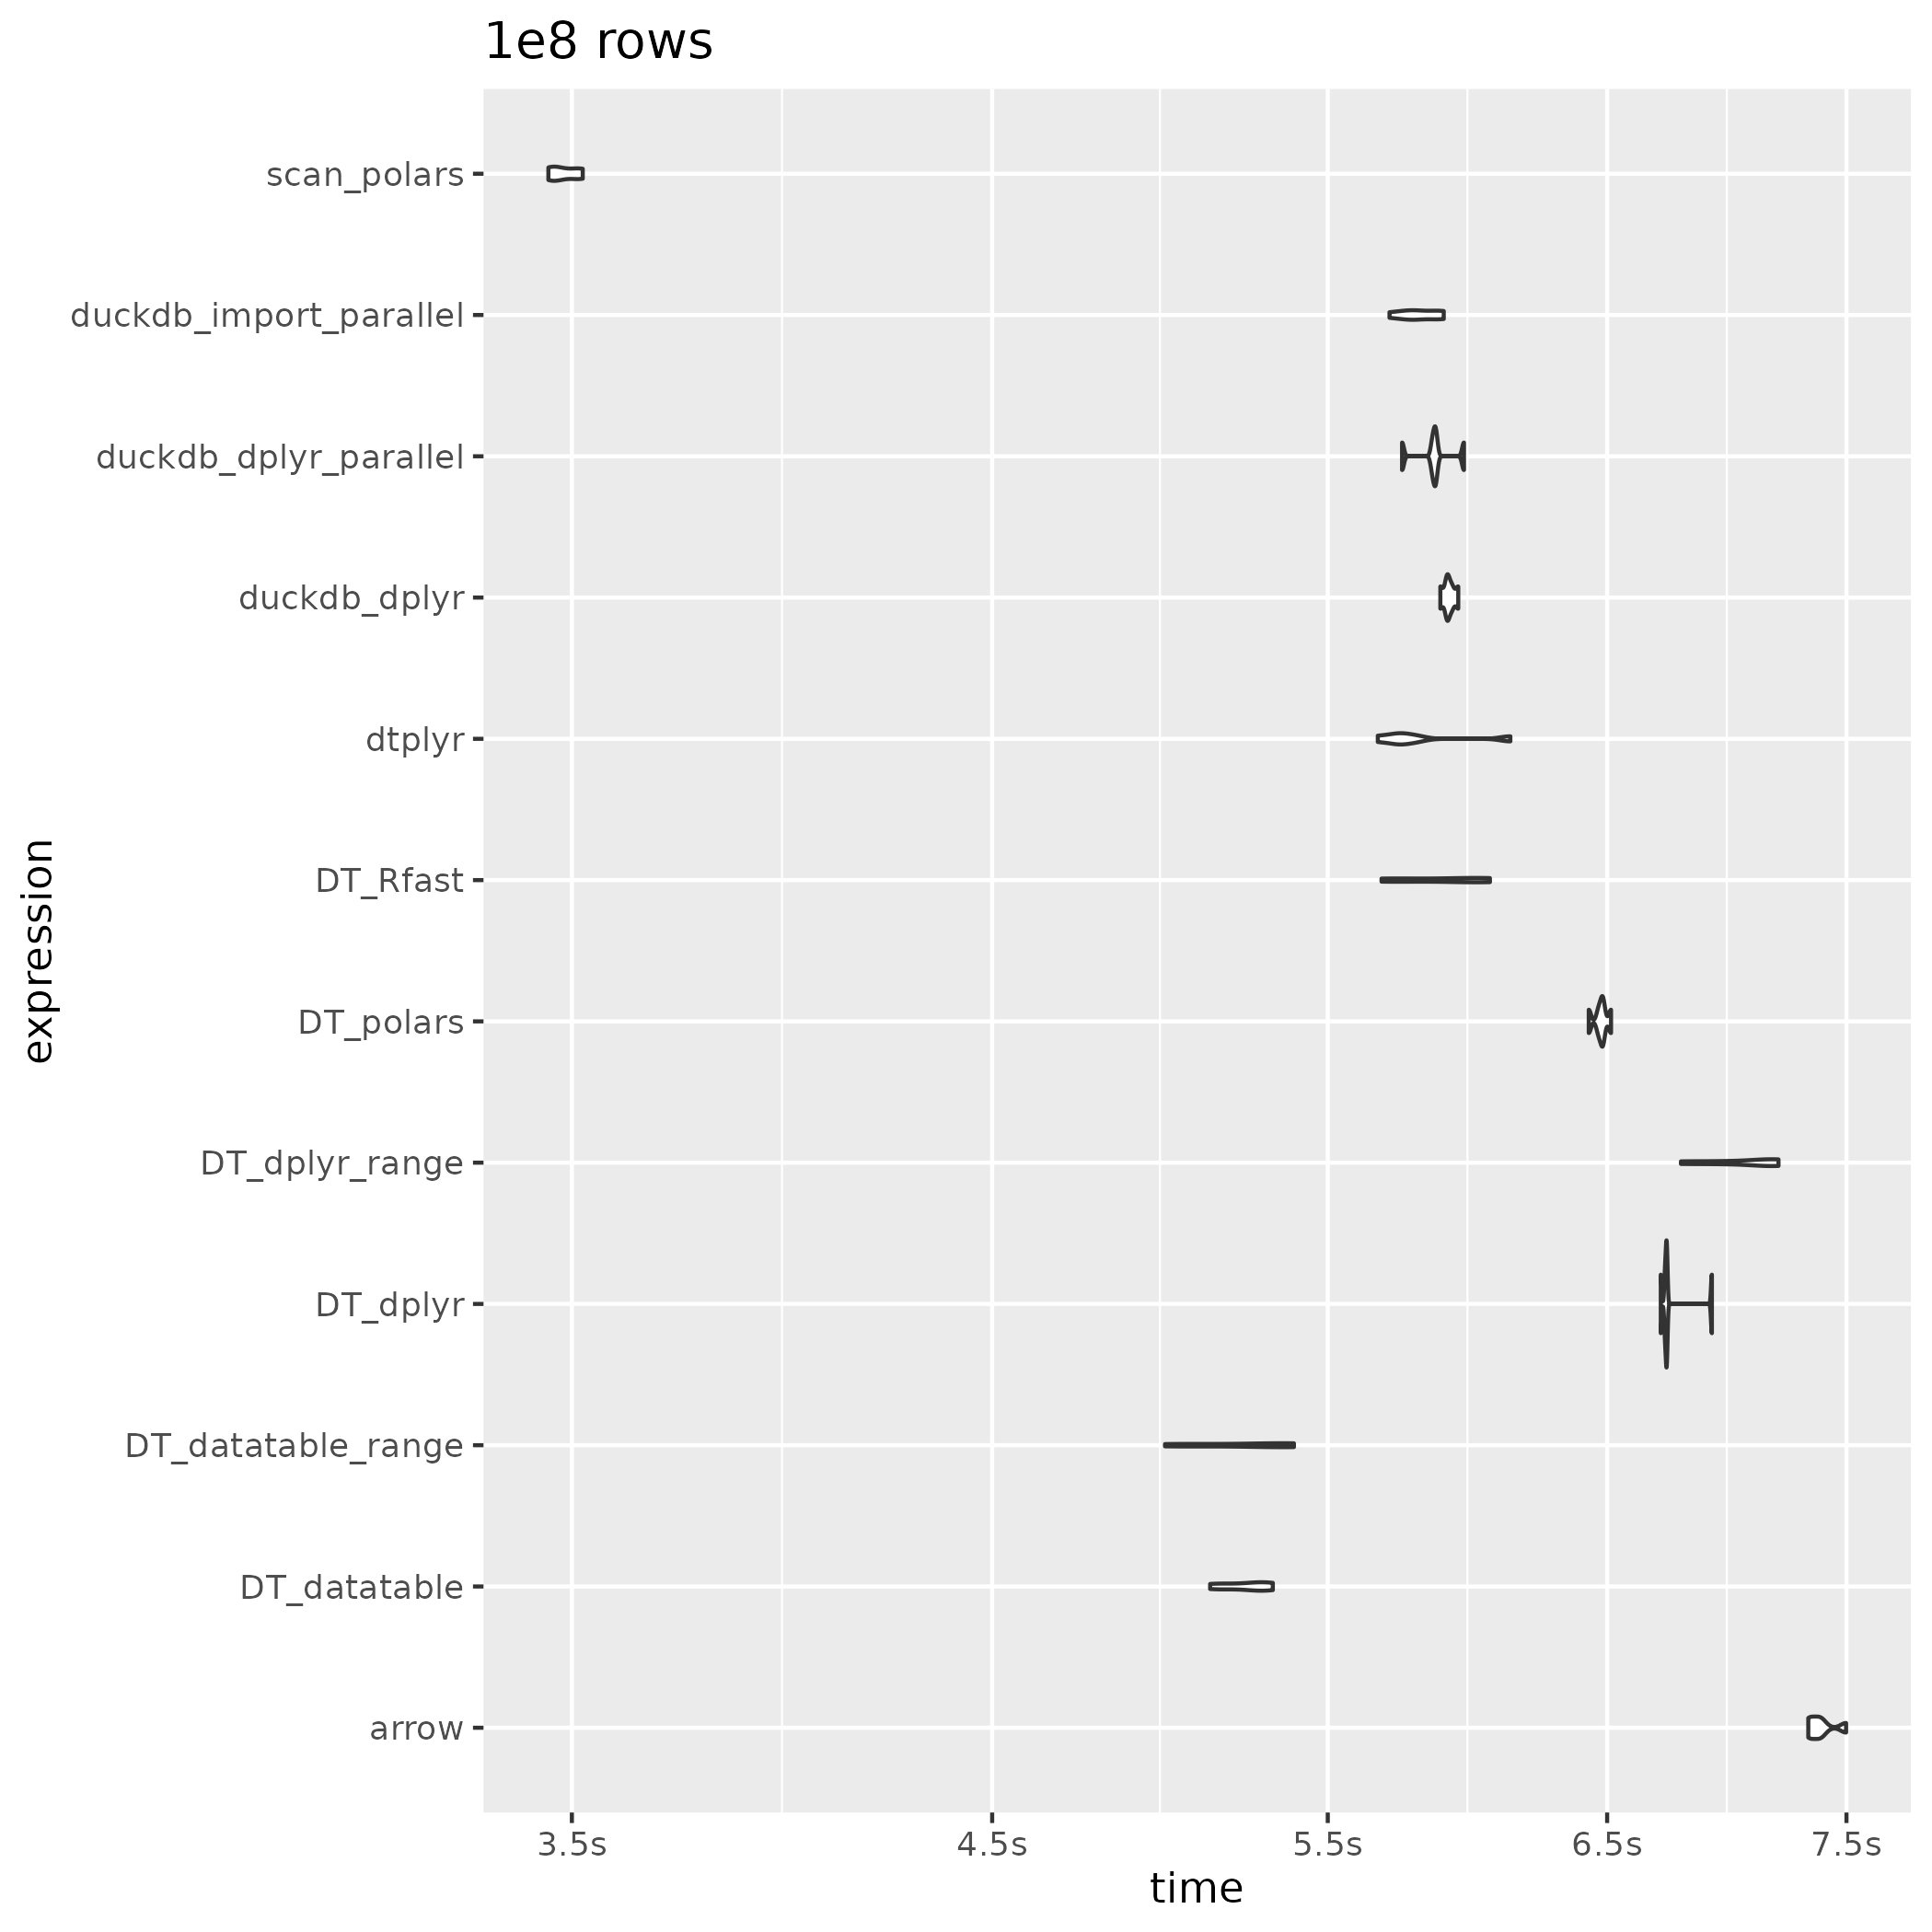 1e8 rows
scan_polars
duckdb_import_parallel
duckdb_dplyr_parallel
duckdb_dplyr
dtplyr
DT_Rfast
DT_polars
DT_dplyr_range
DT_dplyr
DT_datatable_range
DT_datatable
arrow
expression
3.5s 4.5s 5.5s 6.5s 7.5s
time